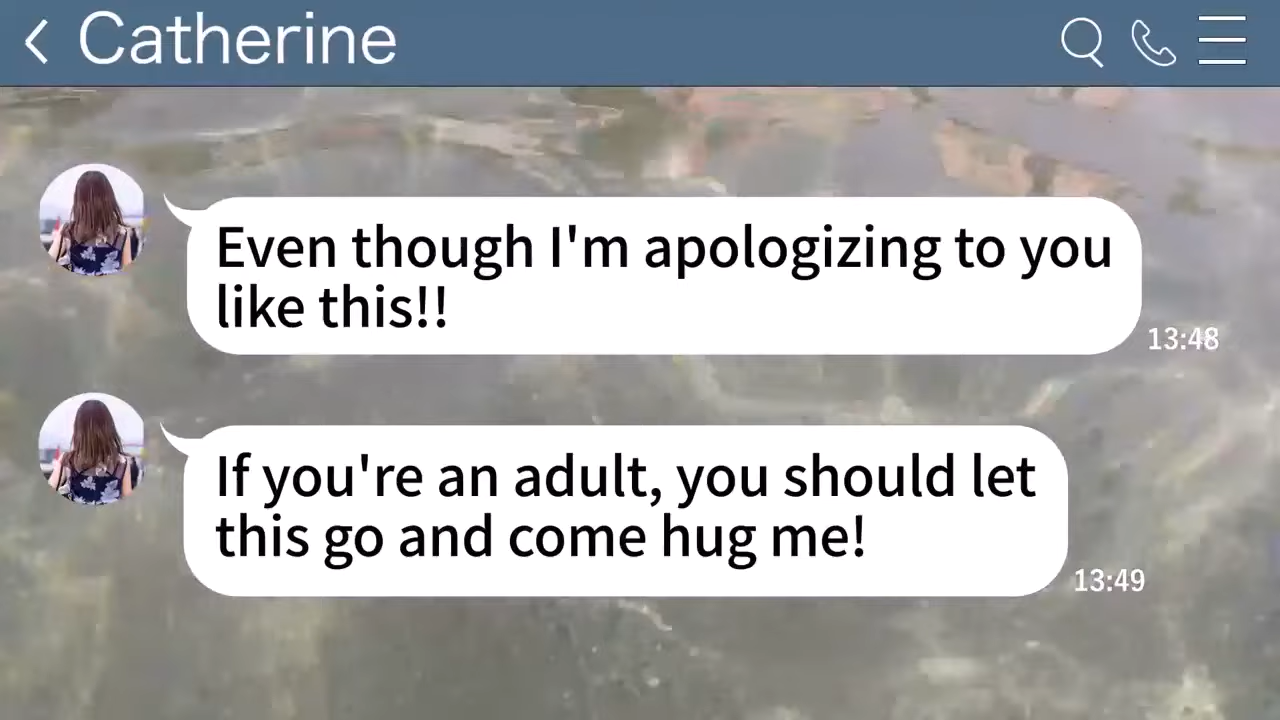 Catherine
Even though I'm apologizing to you
like this!!
13:48
If you're an adult, you should let
this go and come hug me!
13:49